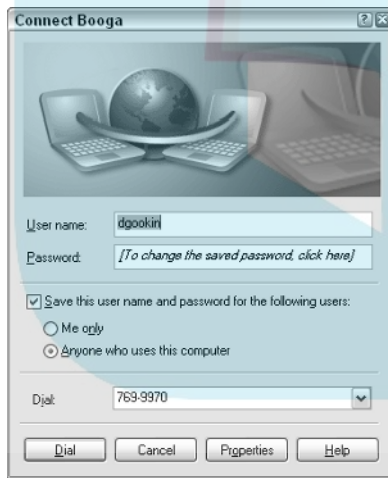 Connect Booga
User name: dgookin
Password: [To change the saved password, click here]
Save this user name and password for the following users:
Me only
Anyone who uses this computer
Dial: 769-9970
Dial Cancel Properties Help